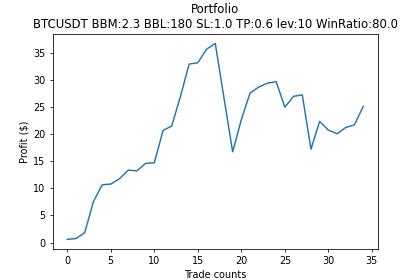 Portfolio
BTCUSDT BBM:2.3 BBL:180 SL:1.0 TP:0.6 lev:10 WinRatio:80.0
35
30
25
20
15
10
5
0
Profit ($)
0 5 10 15 20 25 30 35
Trade counts